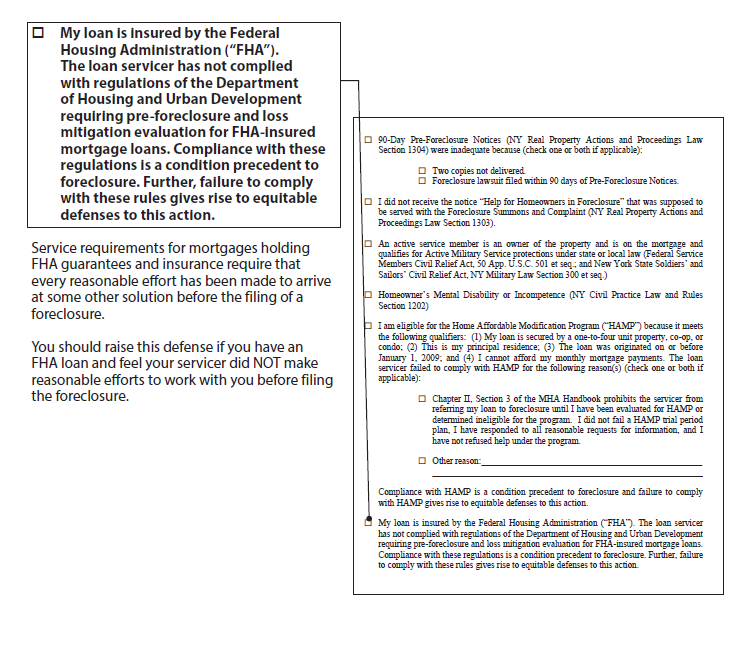 ☐ My loan is insured by the Federal
Housing Administration (“FHA”).
The loan servicer has not complied
with regulations of the Department
of Housing and Urban Development
requiring pre-foreclosure and loss
mitigation evaluation for FHA-insured
mortgage loans. Compliance with these
regulations is a condition precedent to
foreclosure. Further, failure to comply
with these rules gives rise to equitable
defenses to this action.
Service requirements for mortgages holding
FHA guarantees and insurance require that
every reasonable effort has been made to arrive
at some other solution before the filing of a
foreclosure.
You should raise this defense if you have an
FHA loan and feel your servicer did NOT make
reasonable efforts to work with you before filing
the foreclosure.
☐ 90-Day Pre-Foreclosure Notices (NY Real Property Actions and Proceedings Law
Section 1304) were inadequate because (check one or both if applicable):
☐ Two copies not delivered.
☐ Foreclosure lawsuit filed within 90 days of Pre-Foreclosure Notices.
☐ I did not receive the notice “Help for Homeowners in Foreclosure” that was supposed to
be served with the Foreclosure Summons and Complaint (NY Real Property Actions and
Proceedings Law Section 1303).
☐ An active service member is an owner of the property and is on the mortgage and
qualifies for Active Military Service protections under state or local law (Federal Service
Members Civil Relief Act, 50 App. U.S.C. 501 et seq.; and New York State Soldiers’ and
Sailors’ Civil Relief Act, NY Military Law Section 300 et seq.)
☐ Homeowner’s Mental Disability or Incompetence (NY Civil Practice Law and Rules
Section 1202)
☐ I am eligible for the Home Affordable Modification Program (“HAMP”) because it meets
the following qualifiers: (1) My loan is secured by a one-to-four unit property, co-op, or
condo; (2) This is my principal residence; (3) The loan was originated on or before
January 1, 2009; and (4) I cannot afford my monthly mortgage payments. The loan
servicer failed to comply with HAMP for the following reason(s) (check one or both if
applicable):
☐ Chapter II, Section 3 of the MHA Handbook prohibits the servicer from
referring my loan to foreclosure until I have been evaluated for HAMP or
determined ineligible for the program. I did not fail a HAMP trial period
plan, I have responded to all reasonable requests for information, and I
have not refused help under the program.
☐ Other reason:
Compliance with HAMP is a condition precedent to foreclosure and failure to comply
with HAMP gives rise to equitable defenses to this action.
☐ My loan is insured by the Federal Housing Administration (“FHA”). The loan servicer
has not complied with regulations of the Department of Housing and Urban Development
requiring pre-foreclosure and loss mitigation evaluation for FHA-insured mortgage loans.
Compliance with these regulations is a condition precedent to foreclosure. Further, failure
to comply with these rules gives rise to equitable defenses to this action.